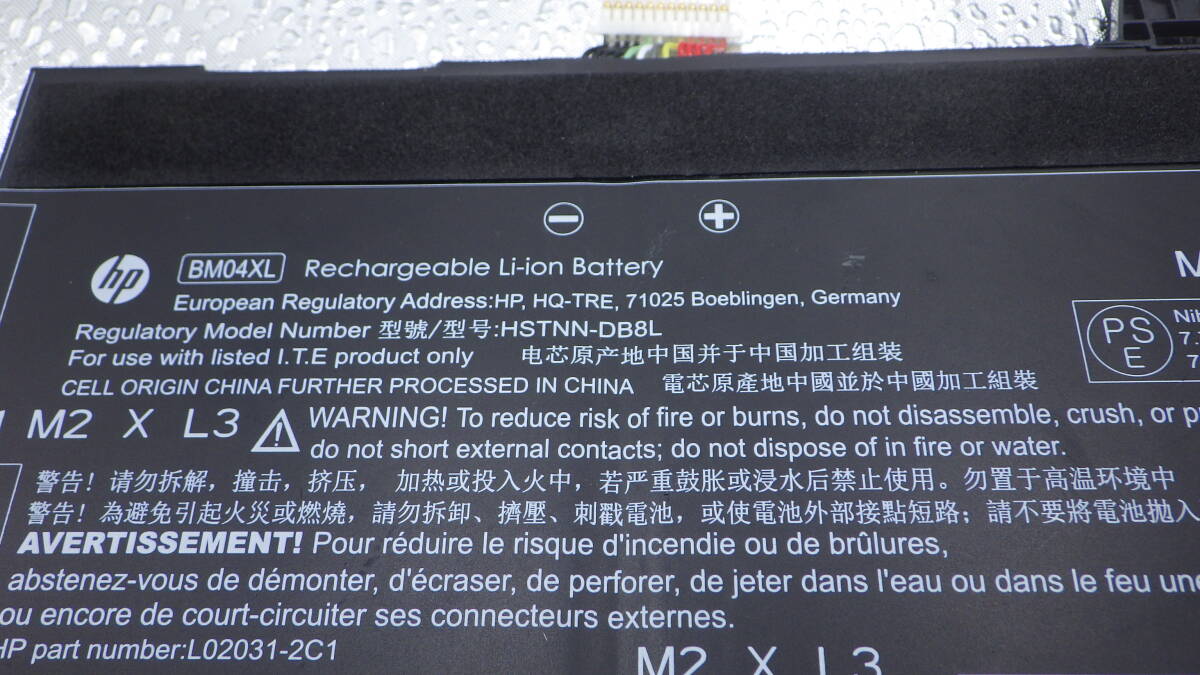 hp BM04XL Rechargeable Li-ion Battery
European Regulatory Address:HP, HQ-TRE, 71025 Boeblingen, Germany
Regulatory Model Number 型號/型号:HSTNN-DB8L
For use with listed I.T.E product only 电芯原产地中国并于中国加工组装
CELL ORIGIN CHINA FURTHER PROCESSED IN CHINA 電芯原產地中國並於中國加工組裝
PS
E
M2 X L3
WARNING! To reduce risk of fire or burns, do not disassemble, crush, or p
do not short external contacts; do not dispose of in fire or water.
警告! 请勿拆解，撞击，挤压， 加热或投入火中，若严重鼓胀或浸水后禁止使用。勿置于高温环境中
警告! 為避免引起火災或燃燒，請勿拆卸、擠壓、刺戳電池，或使電池外部接點短路；請不要將電池拋入
AVERTISSEMENT! Pour réduire le risque d'incendie ou de brûlures,
abstenez-vous de démonter, d'écraser, de perforer, de jeter dans l'eau ou dans le feu une
ou encore de court-circuiter ses connecteurs externes.
HP part number:L02031-2C1
M2 X L3